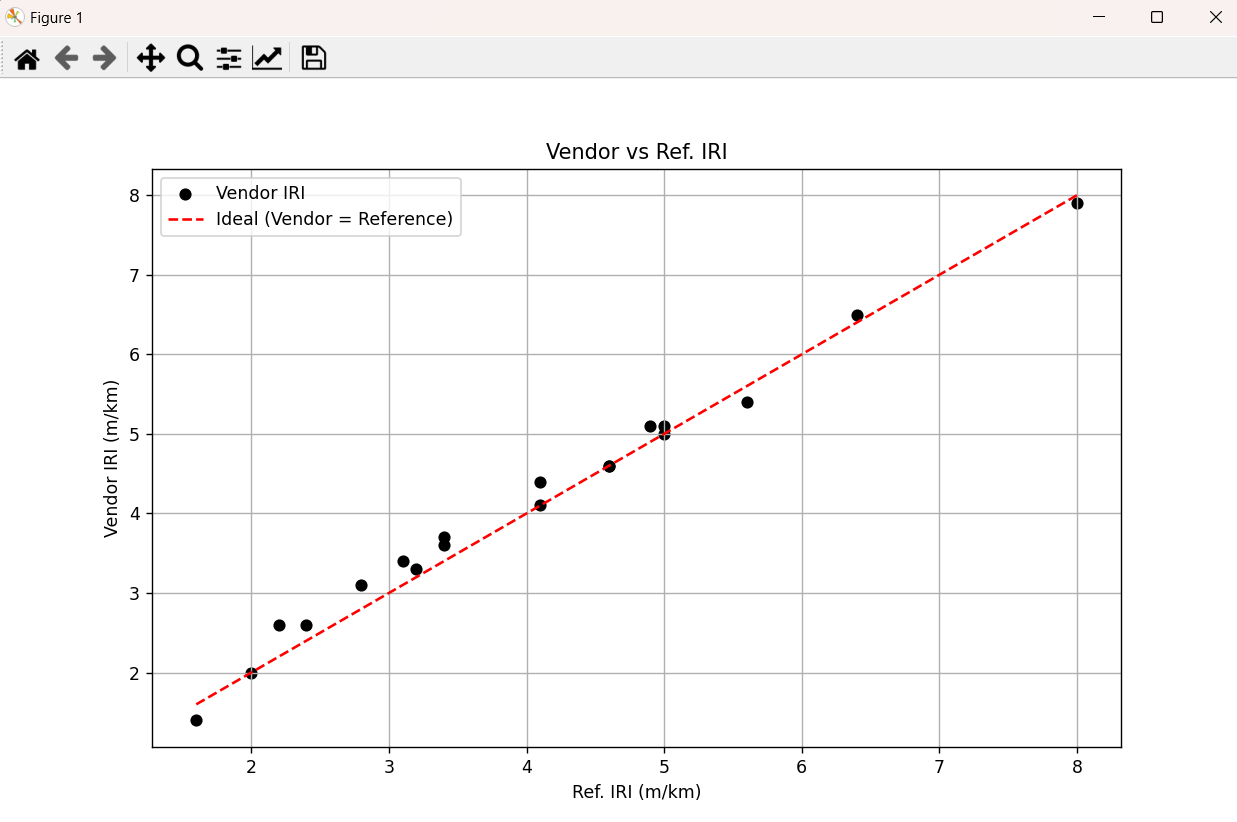 Figure 1
Vendor vs Ref. IRI
Vendor IRI
Ideal (Vendor = Reference)
8
7
6
5
4
3
2
Vendor IRI (m/km)
2 3 4 5 6 7 8
Ref. IRI (m/km)